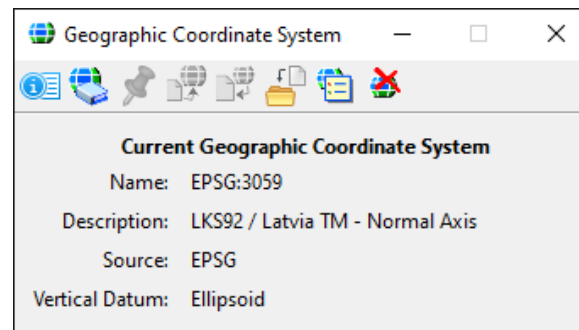 Geographic Coordinate System
Current Geographic Coordinate System
Name: EPSG:3059
Description: LKS92 / Latvia TM - Normal Axis
Source: EPSG
Vertical Datum: Ellipsoid